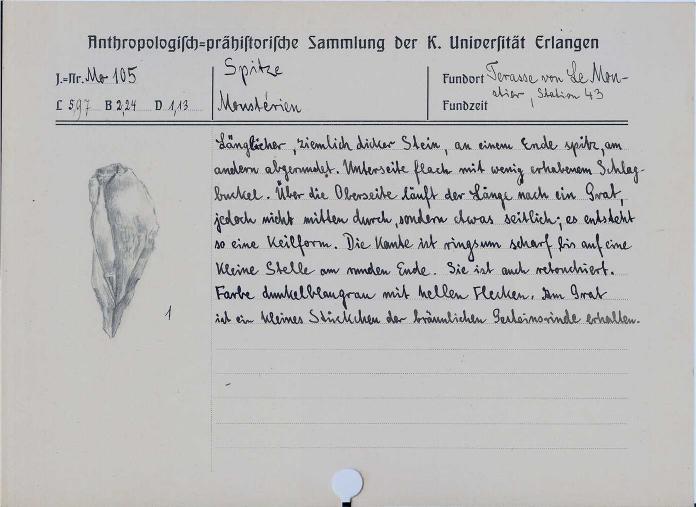 Anthropologisch=prähistorische Sammlung der K. Universität Erlangen
J.=Nr. Mo 105
Spitze
Fundort Terasse von Le Mou-
stier, Station 43
L 5,97 B 2,24 D 1,13
Moustérien
Fundzeit
Länglicher, ziemlich dicker Stein, an einem Ende spitz, am
andern abgerundet. Unterseite flach mit wenig erhabenem Schlag-
buckel. Über die Oberseite läuft der Länge nach ein Grat,
jedoch nicht mitten durch, sondern etwas seitlich; es entsteht
so eine Keilform. Die Kante ist ringsum scharf bis auf eine
kleine Stelle am runden Ende. Sie ist auch retouchiert.
Farbe dunkelblaugrau mit hellen Flecken. Am Grat
ist ein kleines Stückchen der bräunlichen Gesteinsrinde erhalten.
1